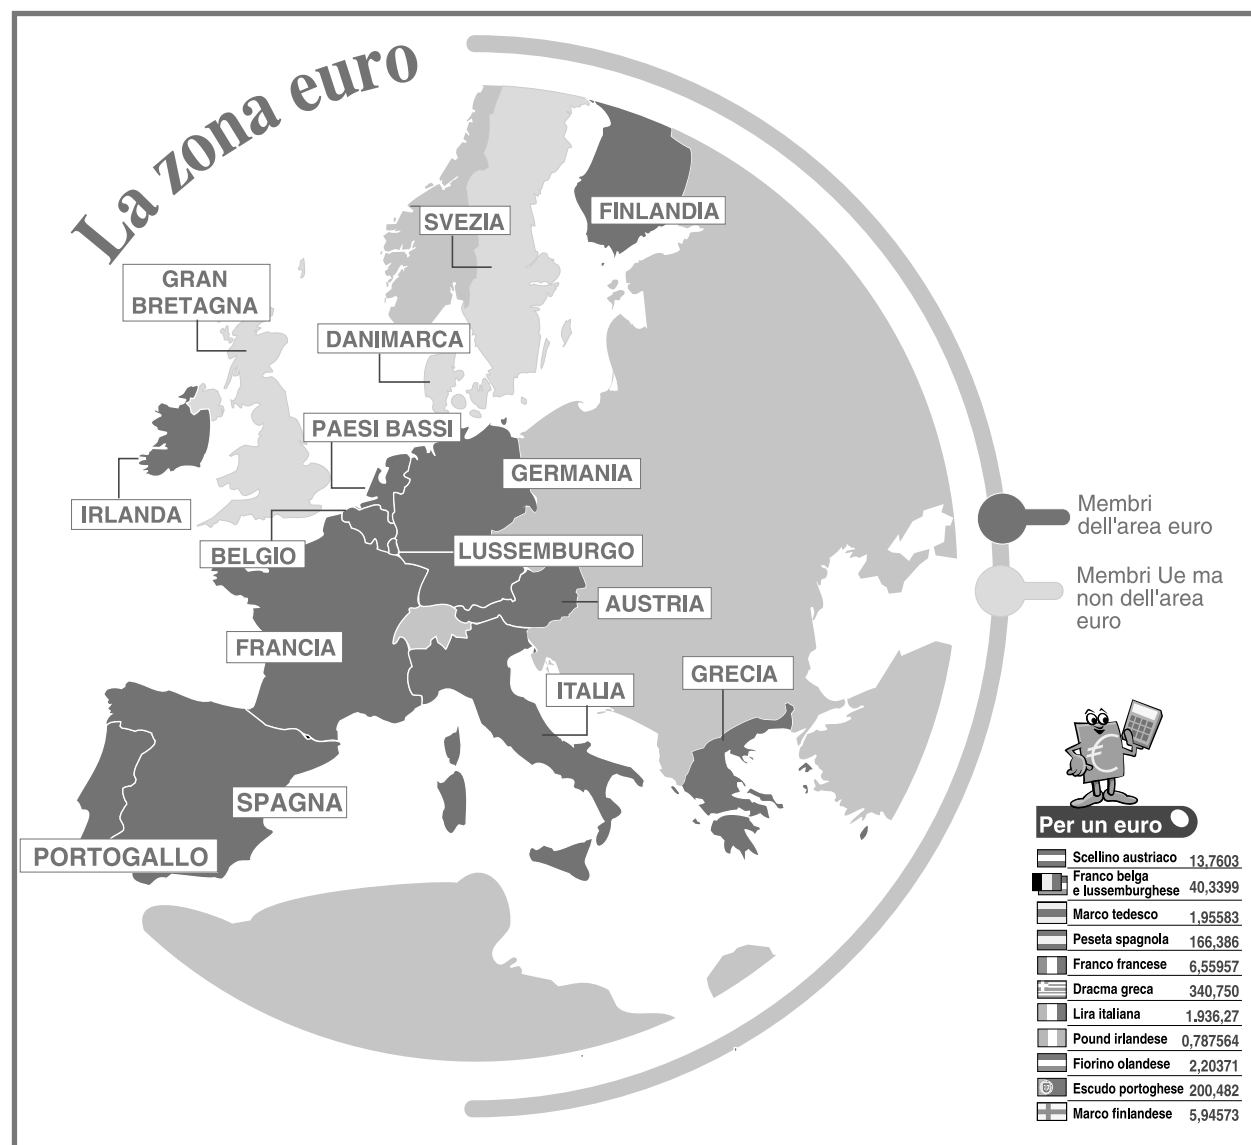 La zona euro
SVEZIA
FINLANDIA
GRAN
BRETAGNA
DANIMARCA
PAESI BASSI
GERMANIA
IRLANDA
BELGIO
LUSSEMBURGO
AUSTRIA
FRANCIA
ITALIA
GRECIA
SPAGNA
PORTOGALLO
Membri
dell'area euro
Membri Ue ma
non dell'area
euro
€
Per un euro
Scellino austriaco 13,7603
Franco belga
e lussemburghese 40,3399
Marco tedesco 1,95583
Peseta spagnola 166,386
Franco francese 6,55957
Dracma greca 340,750
Lira italiana 1.936,27
Pound irlandese 0,787564
Fiorino olandese 2,20371
Escudo portoghese 200,482
Marco finlandese 5,94573